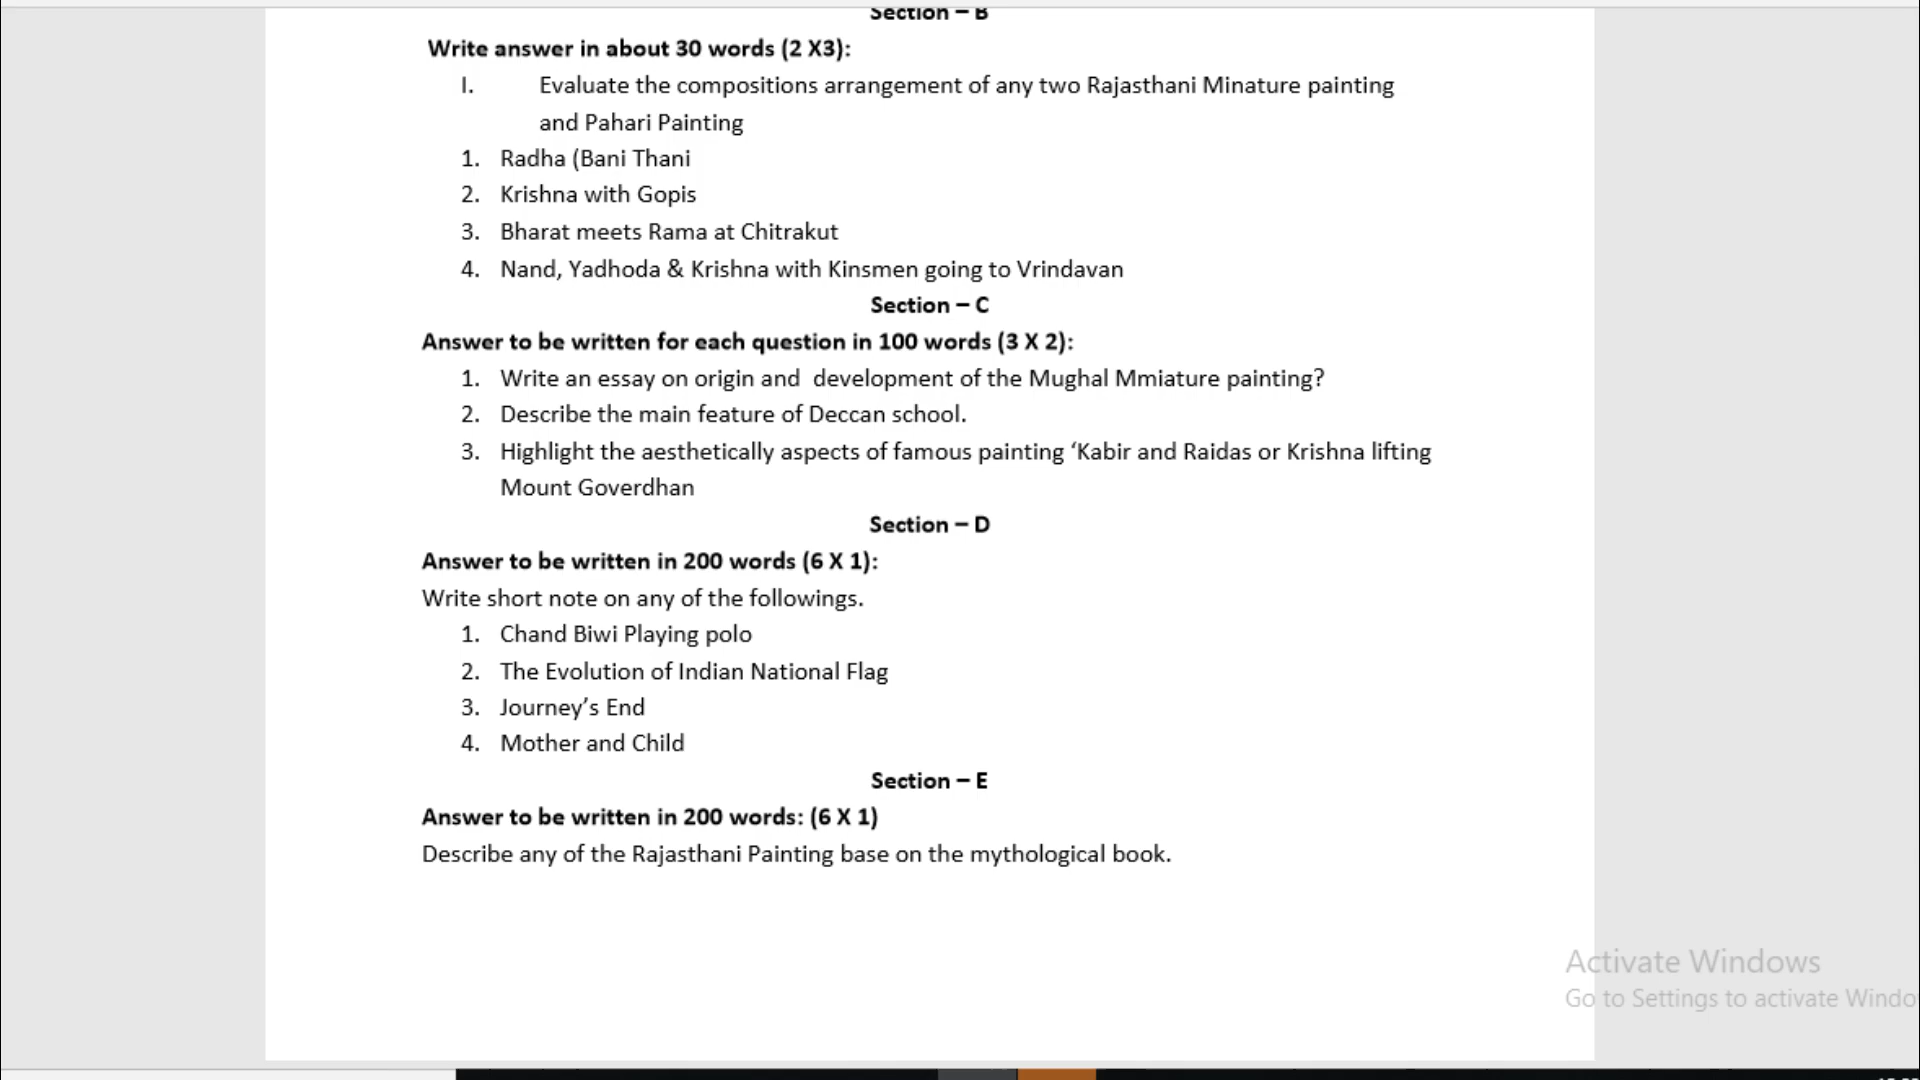 Section – B
Write answer in about 30 words (2 X3):
I. Evaluate the compositions arrangement of any two Rajasthani Minature painting
and Pahari Painting
1. Radha (Bani Thani
2. Krishna with Gopis
3. Bharat meets Rama at Chitrakut
4. Nand, Yadhoda & Krishna with Kinsmen going to Vrindavan
Section – C
Answer to be written for each question in 100 words (3 X 2):
1. Write an essay on origin and  development of the Mughal Mmiature painting?
2. Describe the main feature of Deccan school.
3. Highlight the aesthetically aspects of famous painting ‘Kabir and Raidas or Krishna lifting
Mount Goverdhan
Section – D
Answer to be written in 200 words (6 X 1):
Write short note on any of the followings.
1. Chand Biwi Playing polo
2. The Evolution of Indian National Flag
3. Journey’s End
4. Mother and Child
Section – E
Answer to be written in 200 words: (6 X 1)
Describe any of the Rajasthani Painting base on the mythological book.
Activate Windows
Go to Settings to activate Windo